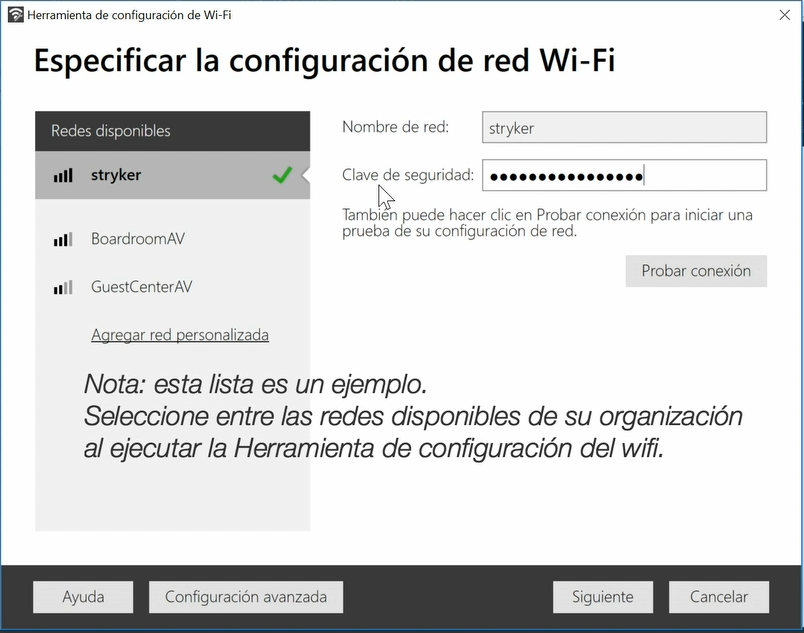 Herramienta de configuración de Wi-Fi
Especificar la configuración de red Wi-Fi
Redes disponibles
stryker
BoardroomAV
GuestCenterAV
Agregar red personalizada
Nombre de red:
stryker
Clave de seguridad:
También puede hacer clic en Probar conexión para iniciar una
prueba de su configuración de red.
Probar conexión
Nota: esta lista es un ejemplo.
Seleccione entre las redes disponibles de su organización
al ejecutar la Herramienta de configuración del wifi.
Ayuda
Configuración avanzada
Siguiente
Cancelar